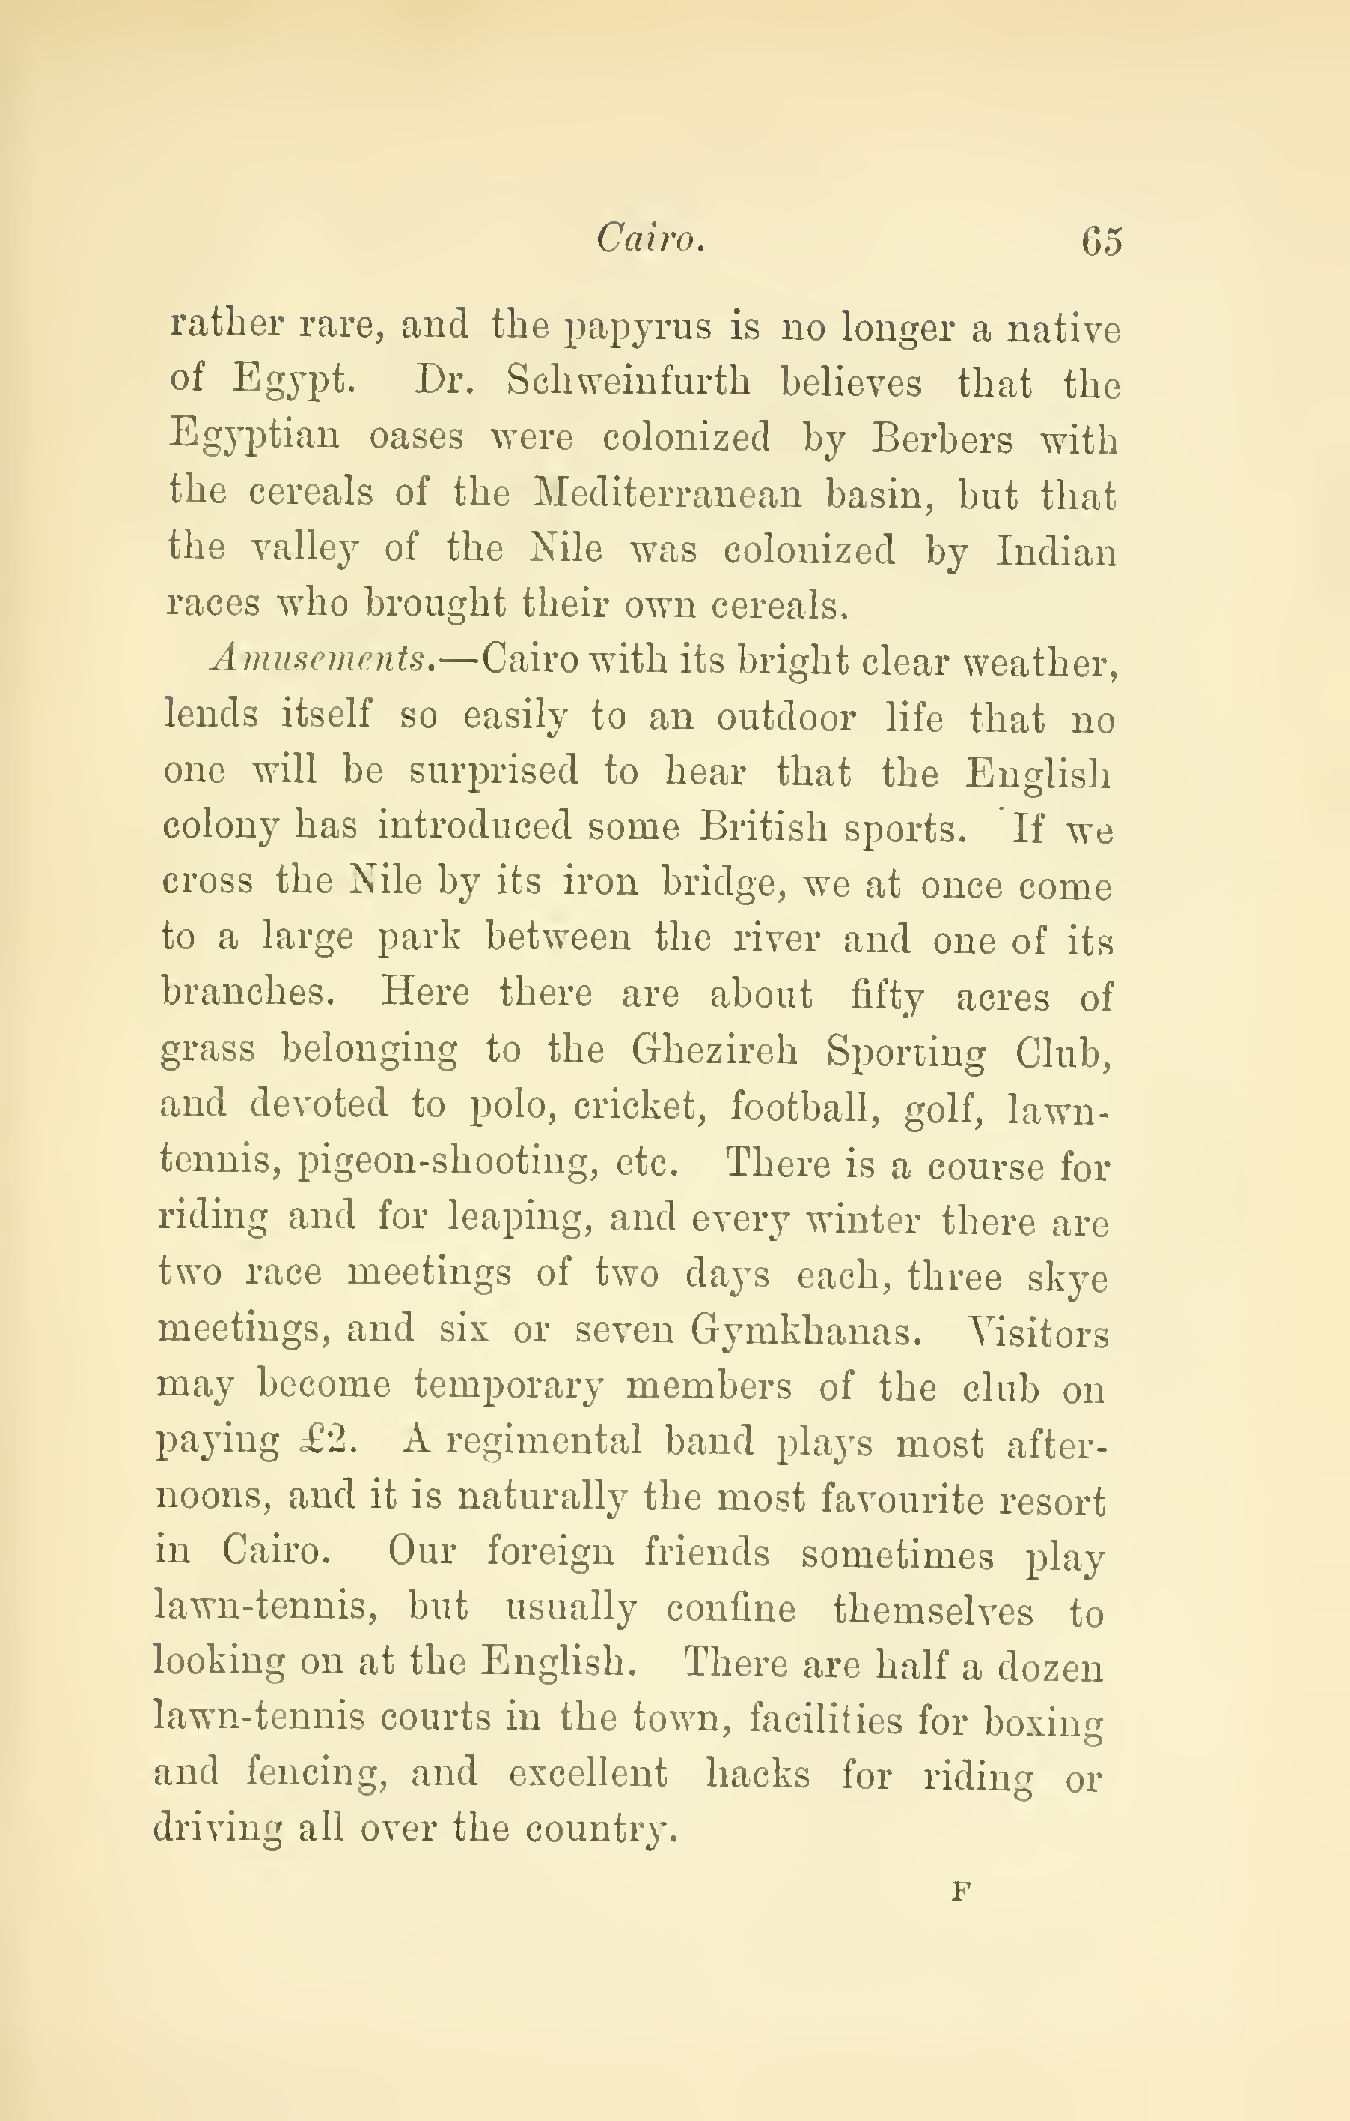 Cairo. 65
rather rare, and the papyrus is no longer a native
of Egypt. Dr. Schweinfurth believes that the
Egyptian oases were colonized by Berbers with
the cereals of the Mediterranean basin, but that
the valley of the Nile was colonized by Indian
races who brought their own cereals.
Amusements.—Cairo with its bright clear weather,
lends itself so easily to an outdoor life that no
one will be surprised to hear that the English
colony has introduced some British sports. If we
cross the Nile by its iron bridge, we at once come
to a large park between the river and one of its
branches. Here there are about fifty acres of
grass belonging to the Ghezireh Sporting Club,
and devoted to polo, cricket, football, golf, lawn-
tennis, pigeon-shooting, etc. There is a course for
riding and for leaping, and every winter there are
two race meetings of two days each, three skye
meetings, and six or seven Gymkhanas. Visitors
may become temporary members of the club on
paying £2. A regimental band plays most after-
noons, and it is naturally the most favourite resort
in Cairo. Our foreign friends sometimes play
lawn-tennis, but usually confine themselves to
looking on at the English. There are half a dozen
lawn-tennis courts in the town, facilities for boxing
and fencing, and excellent hacks for riding or
driving all over the country.
F